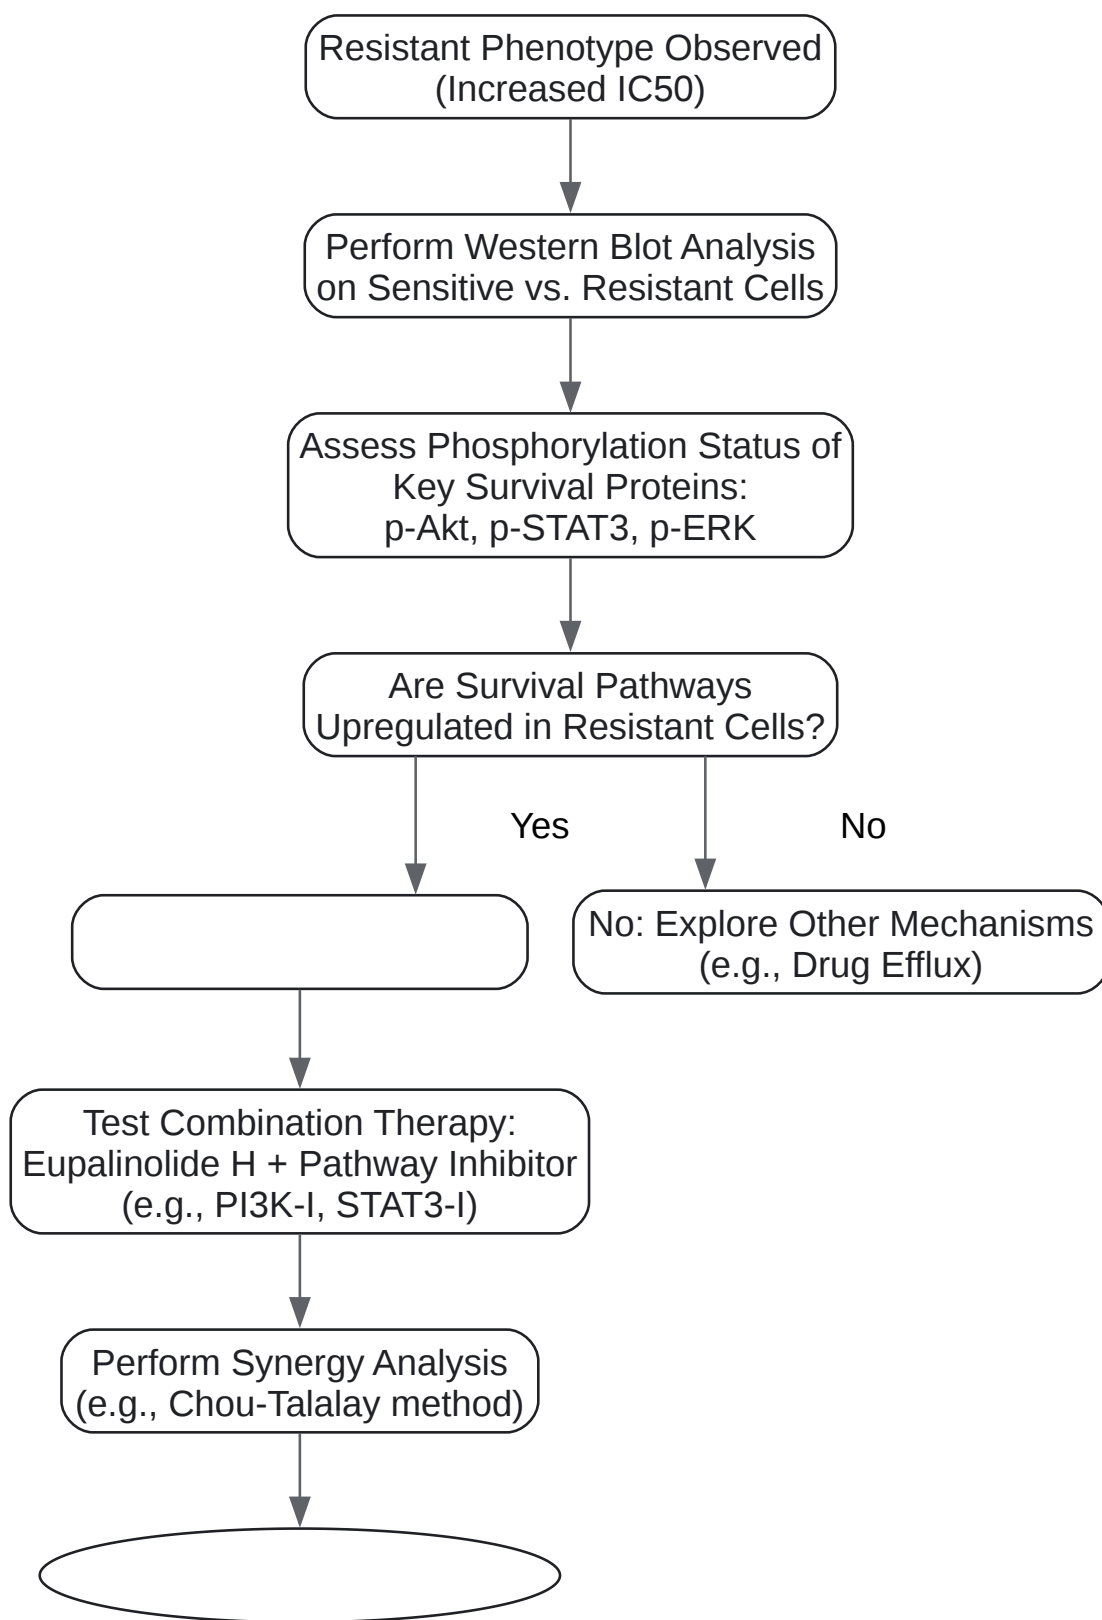 Resistant Phenotype Observed
(Increased IC50)
Perform Western Blot Analysis
on Sensitive vs. Resistant Cells
Assess Phosphorylation Status of
Key Survival Proteins:
p-Akt, p-STAT3, p-ERK
Are Survival Pathways
Upregulated in Resistant Cells?
Yes
No
No: Explore Other Mechanisms
(e.g., Drug Efflux)
Test Combination Therapy:
Eupalinolide H + Pathway Inhibitor
(e.g., PI3K-I, STAT3-I)
Perform Synergy Analysis
(e.g., Chou-Talalay method)